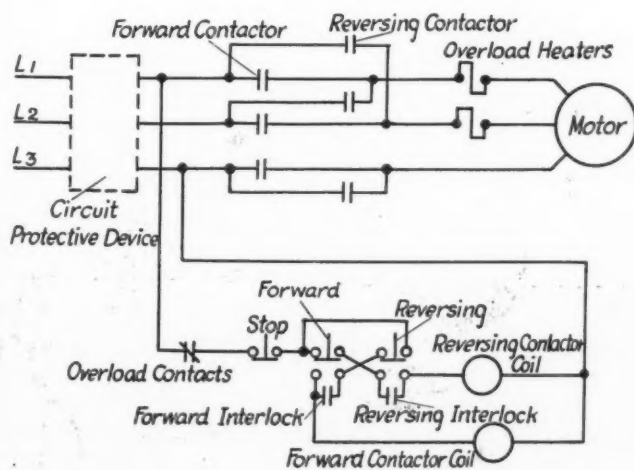 Reversing Contactor
Forward Contactor
Overload Heaters
L1
L2
Motor
L3
Circuit
Protective Device
Forward
Reversing
Stop
Reversing Contactor
Coil
Overload Contacts
Forward Interlock
Reversing Interlock
Forward Contactor Coil